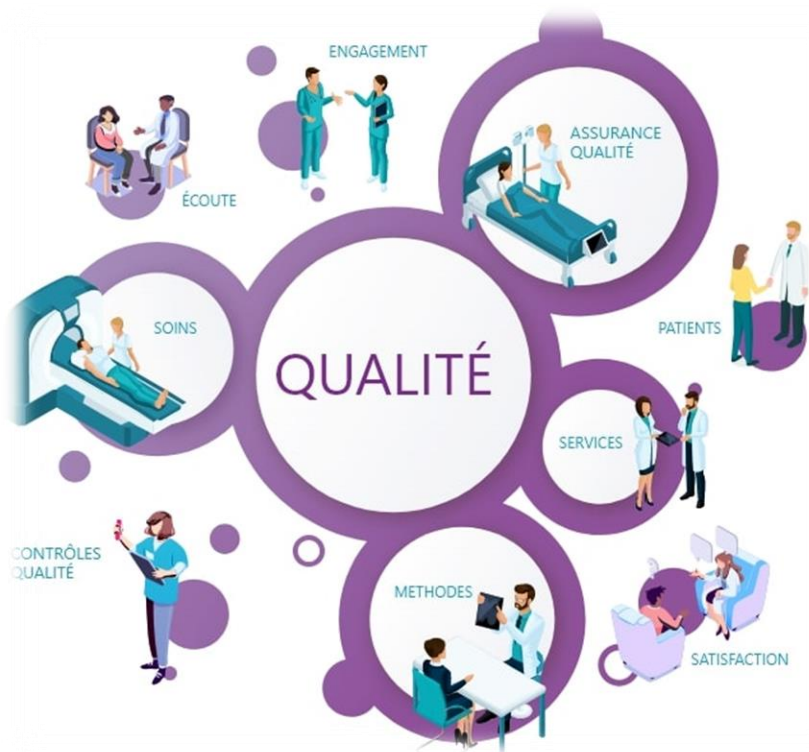 ENGAGEMENT
ASSURANCE
QUALITÉ
ÉCOUTE
SOINS
PATIENTS
QUALITÉ
SERVICES
CONTRÔLES
QUALITÉ
METHODES
SATISFACTION